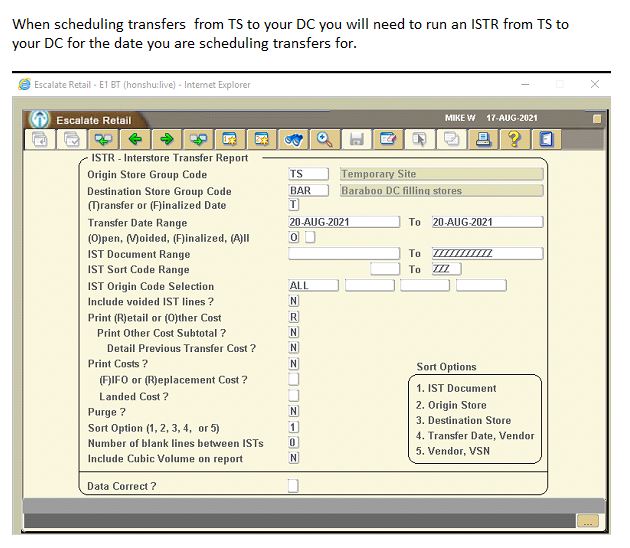 When scheduling transfers  from TS to your DC you will need to run an ISTR from TS to
your DC for the date you are scheduling transfers for.
Escalate Retail - E1 BT (honshu:live) - Internet Explorer
Escalate Retail MIKE W 17-AUG-2021
ISTR - Interstore Transfer Report
Origin Store Group Code TS Temporary Site
Destination Store Group Code BAR Baraboo DC filling stores
(T)ransfer or (F)inalized Date T
Transfer Date Range 20-AUG-2021 To 20-AUG-2021
(O)pen, (V)oided, (F)inalized, (A)ll O
IST Document Range To ZZZZZZZZZZZ
IST Sort Code Range To ZZZ
IST Origin Code Selection ALL
Include voided IST lines ? N
Print (R)etail or (O)ther Cost R
Print Other Cost Subtotal ? N
Detail Previous Transfer Cost ? N
Print Costs ? N
(F)IFO or (R)eplacement Cost ?
Landed Cost ?
Purge ? N
Sort Option (1, 2, 3, 4, or 5) 1
Number of blank lines between ISTs 0
Include Cubic Volume on report N
Sort Options
1. IST Document
2. Origin Store
3. Destination Store
4. Transfer Date, Vendor
5. Vendor, VSN
Data Correct ?
...